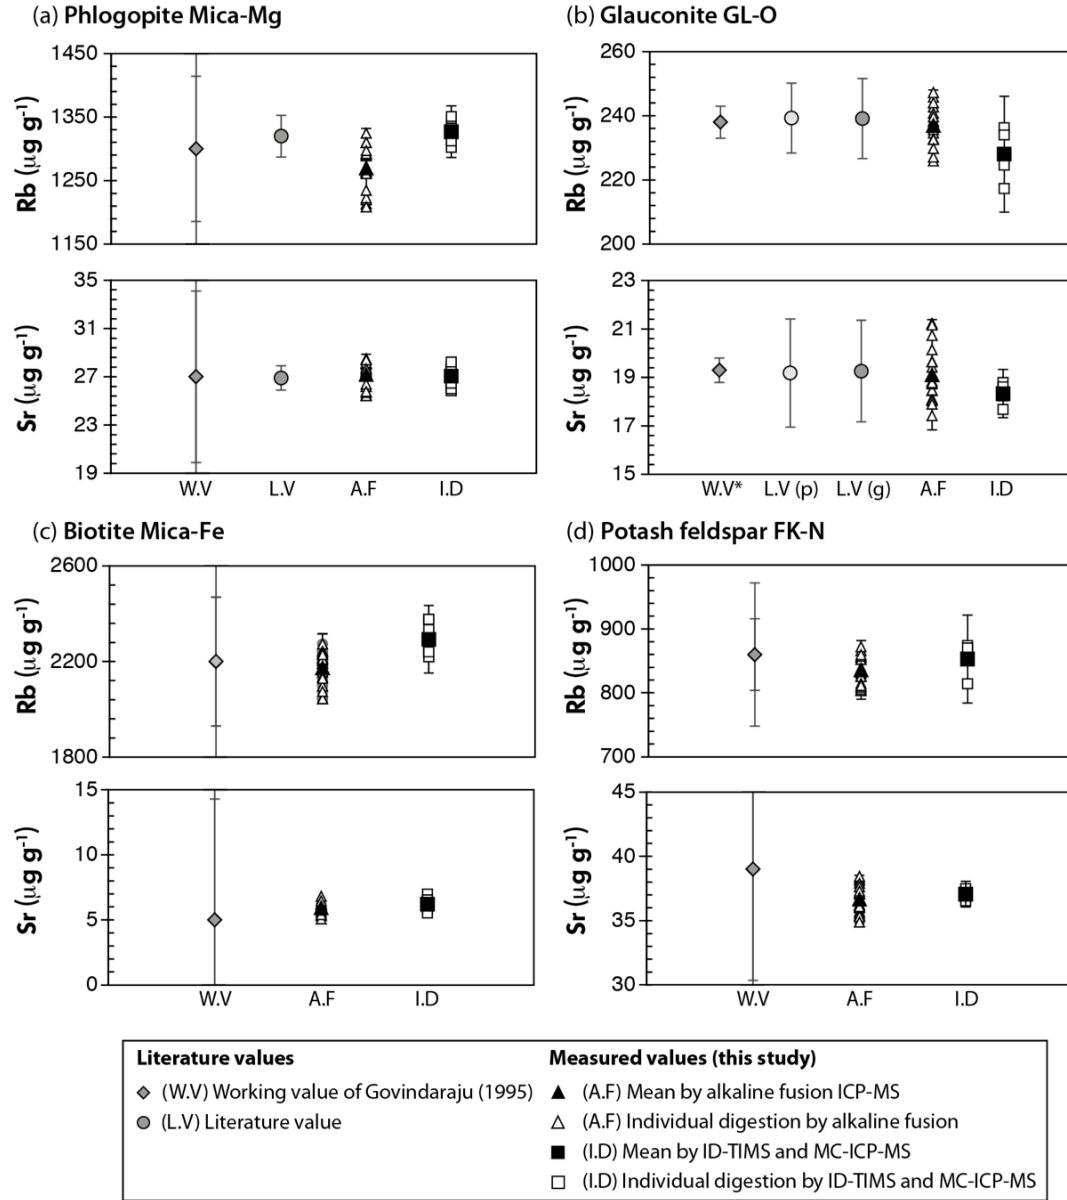 (a) Phlogopite Mica-Mg
Rb (µg g⁻¹)
1450
1350
1250
1150
Sr (µg g⁻¹)
35
31
27
23
19
W.V L.V A.F I.D
(b) Glauconite GL-O
Rb (µg g⁻¹)
260
240
220
200
Sr (µg g⁻¹)
23
21
19
17
15
W.V* L.V (p) L.V (g) A.F I.D
(c) Biotite Mica-Fe
Rb (µg g⁻¹)
2600
2200
1800
Sr (µg g⁻¹)
15
10
5
0
W.V A.F I.D
(d) Potash feldspar FK-N
Rb (µg g⁻¹)
1000
900
800
700
Sr (µg g⁻¹)
45
40
35
30
W.V A.F I.D
Literature values
(W.V) Working value of Govindaraju (1995)
(L.V) Literature value
Measured values (this study)
(A.F) Mean by alkaline fusion ICP-MS
(A.F) Individual digestion by alkaline fusion
(I.D) Mean by ID-TIMS and MC-ICP-MS
(I.D) Individual digestion by ID-TIMS and MC-ICP-MS